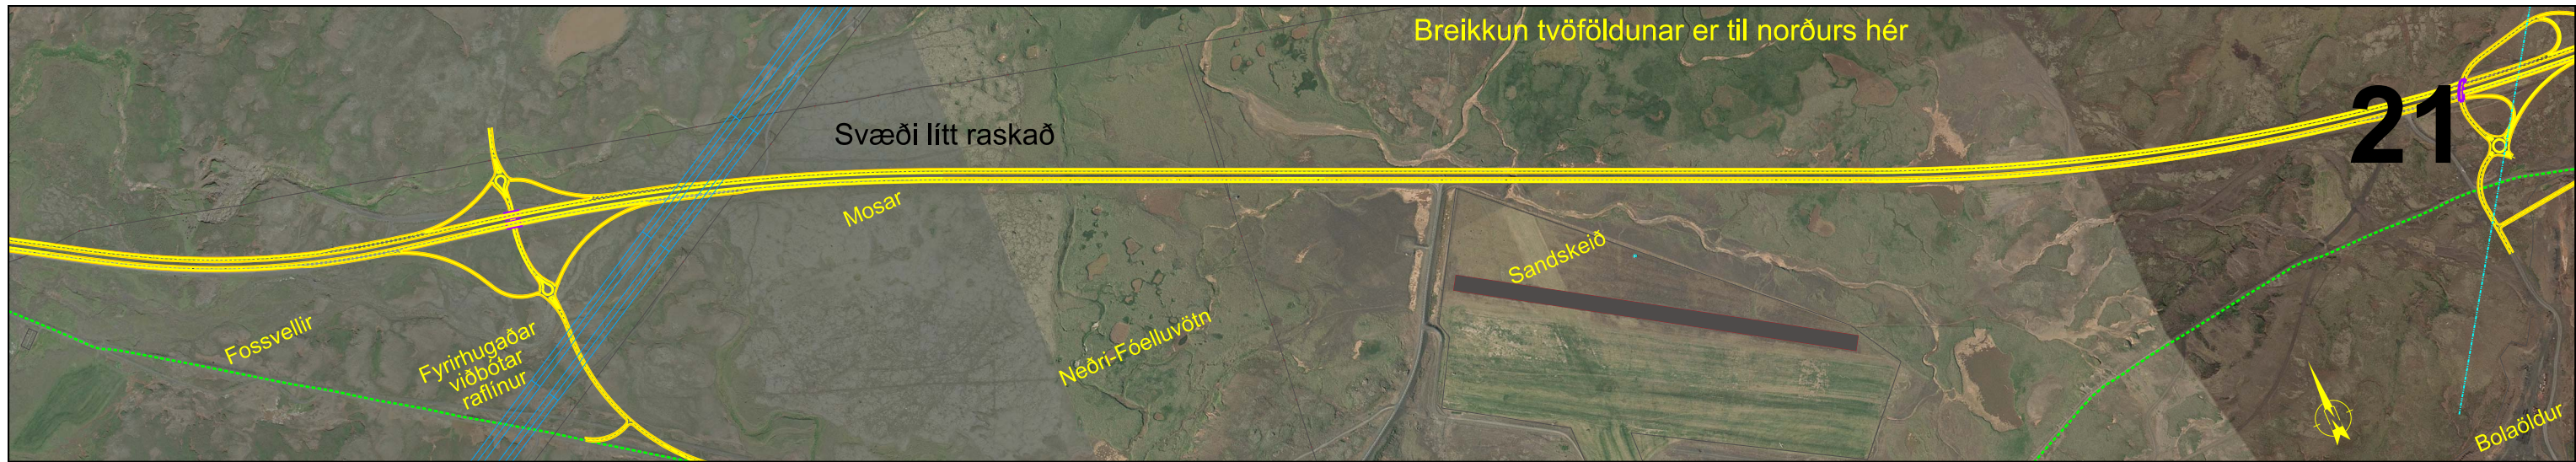 Breikkun tvöföldunar er til norðurs hér
21
Svæði lítt raskað
Mosar
Sandskeið
Fossvellir
Fyrirhugaðar
viðbótar
raflínur
Neðri-Fóelluvötn
Bolaöldur